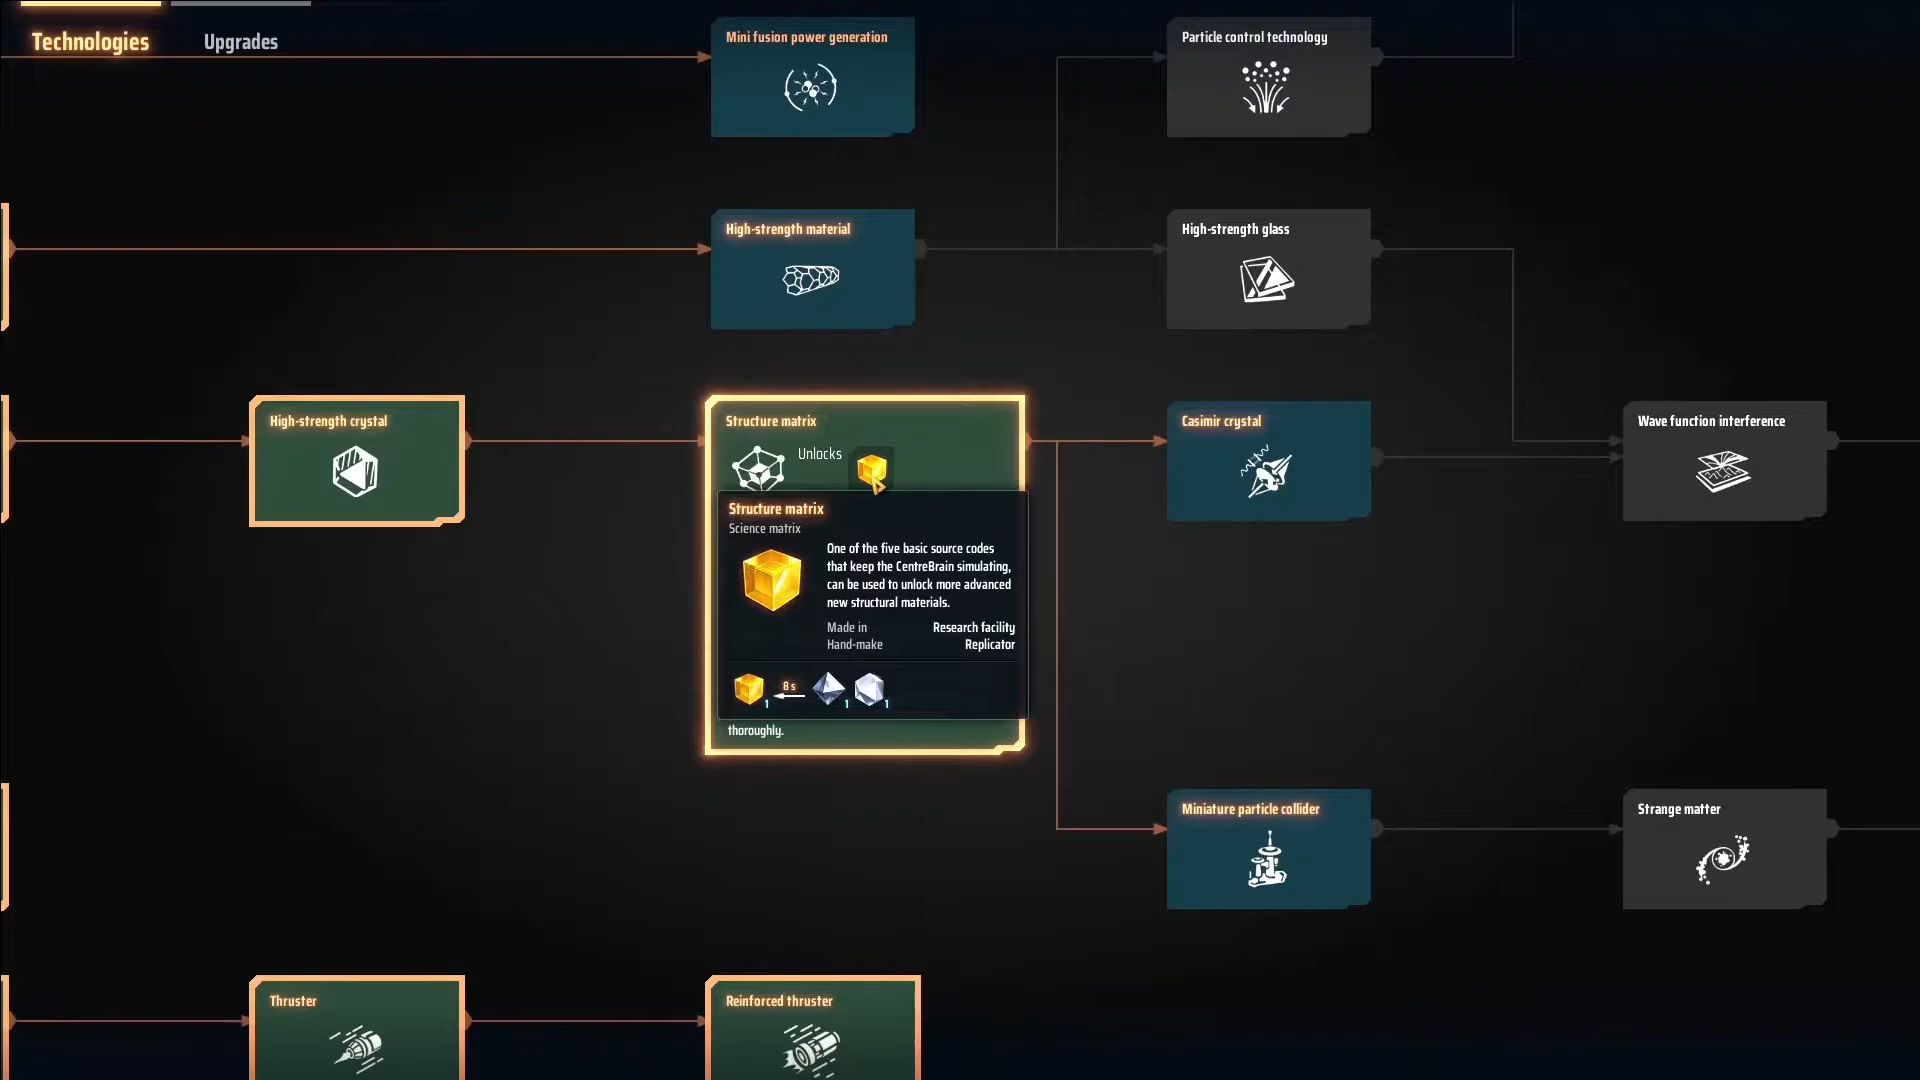 Technologies
Upgrades
Mini fusion power generation
Particle control technology
High-strength material
High-strength glass
High-strength crystal
Structure matrix
Unlocks
Casimir crystal
Wave function interference
Structure matrix
Science matrix
One of the five basic source codes
that keep the CentreBrain simulating,
can be used to unlock more advanced
new structural materials.
Made in Research facility
Hand-make Replicator
1 8 s 1 1
thoroughly.
Miniature particle collider
Strange matter
Thruster
Reinforced thruster